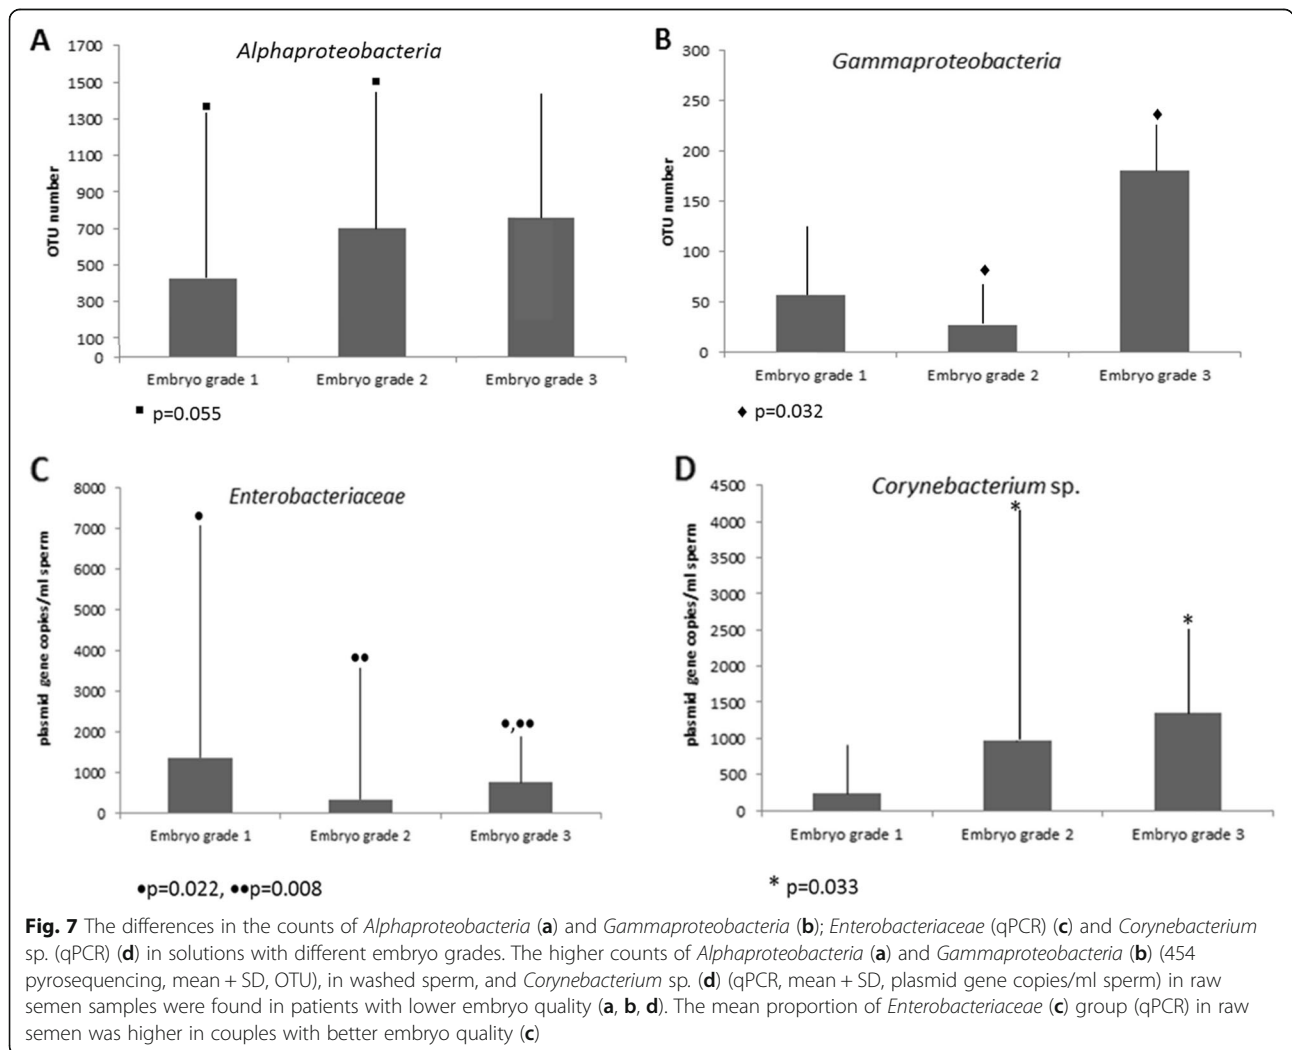 A
Alphaproteobacteria
OTU number
1700
1500
1300
1100
900
700
500
300
100
0
Embryo grade 1 Embryo grade 2 Embryo grade 3
■ p=0.055
B
Gammaproteobacteria
OTU number
300
250
200
150
100
50
0
Embryo grade 1 Embryo grade 2 Embryo grade 3
♦ p=0.032
C
Enterobacteriaceae
plasmid gene copies/ml sperm
8000
7000
6000
5000
4000
3000
2000
1000
0
●
●●
●,●●
Embryo grade 1 Embryo grade 2 Embryo grade 3
●p=0.022, ●●p=0.008
D
Corynebacterium sp.
plasmid gene copies/ml sperm
4500
4000
3500
3000
2500
2000
1500
1000
500
0
*
*
Embryo grade 1 Embryo grade 2 Embryo grade 3
* p=0.033
Fig. 7 The differences in the counts of Alphaproteobacteria (a) and Gammaproteobacteria (b); Enterobacteriaceae (qPCR) (c) and Corynebacterium
sp. (qPCR) (d) in solutions with different embryo grades. The higher counts of Alphaproteobacteria (a) and Gammaproteobacteria (b) (454
pyrosequencing, mean + SD, OTU), in washed sperm, and Corynebacterium sp. (d) (qPCR, mean + SD, plasmid gene copies/ml sperm) in raw
semen samples were found in patients with lower embryo quality (a, b, d). The mean proportion of Enterobacteriaceae (c) group (qPCR) in raw
semen was higher in couples with better embryo quality (c)